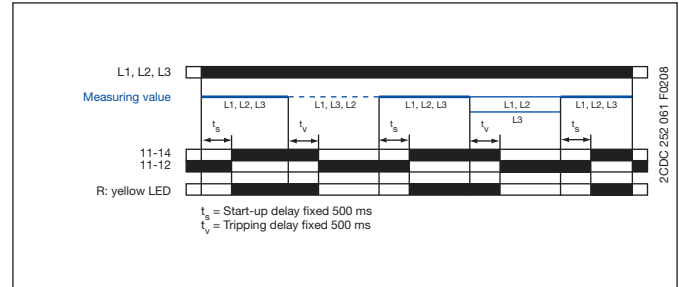 L1, L2, L3
Measuring value
L1, L2, L3
L1, L3, L2
L1, L2, L3
L1, L2
L3
L1, L2, L3
ts
tv
ts
tv
ts
11-14
11-12
R: yellow LED
ts = Start-up delay fixed 500 ms
tv = Tripping delay fixed 500 ms
2CDC 252 061 F0208